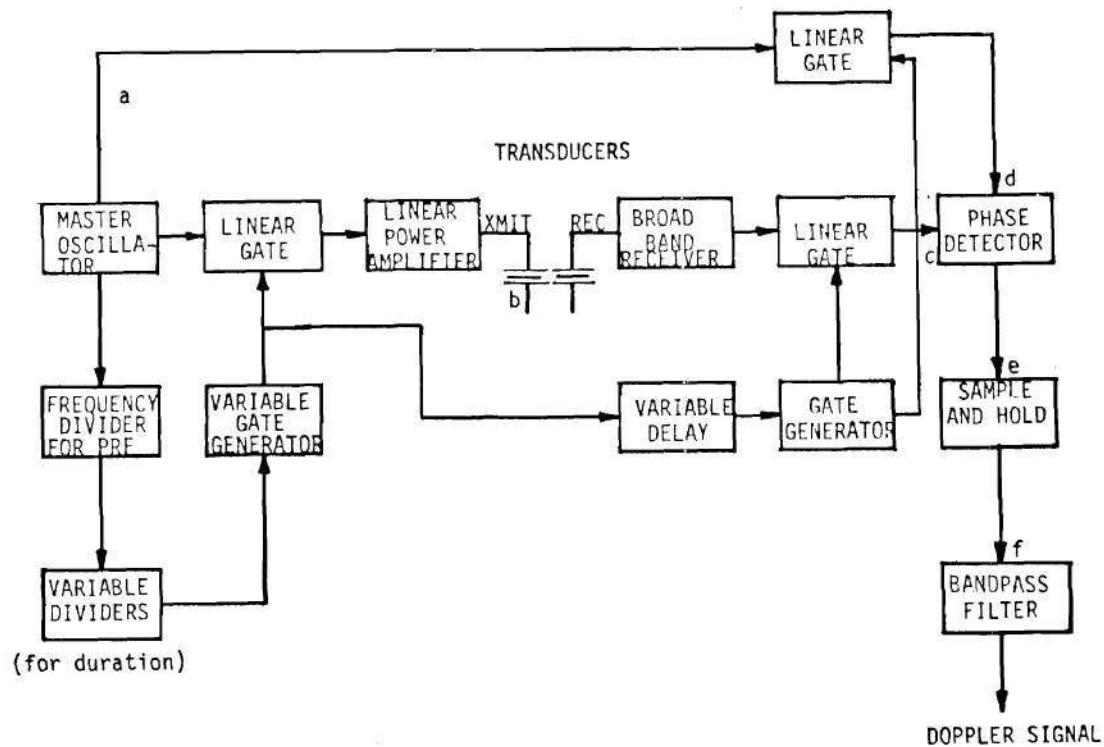 LINEAR
GATE
a
TRANSDUCERS
d
MASTER
OSCILLA-
TOR
LINEAR
GATE
LINEAR
POWER
AMPLIFIER
XMIT
REC
BROAD
BAND
RECEIVER
LINEAR
GATE
c
PHASE
DETECTOR
b
e
FREQUENCY
DIVIDER
FOR PRF
VARIABLE
GATE
GENERATOR
VARIABLE
DELAY
GATE
GENERATOR
SAMPLE
AND HOLD
f
VARIABLE
DIVIDERS
(for duration)
BANDPASS
FILTER
DOPPLER SIGNAL